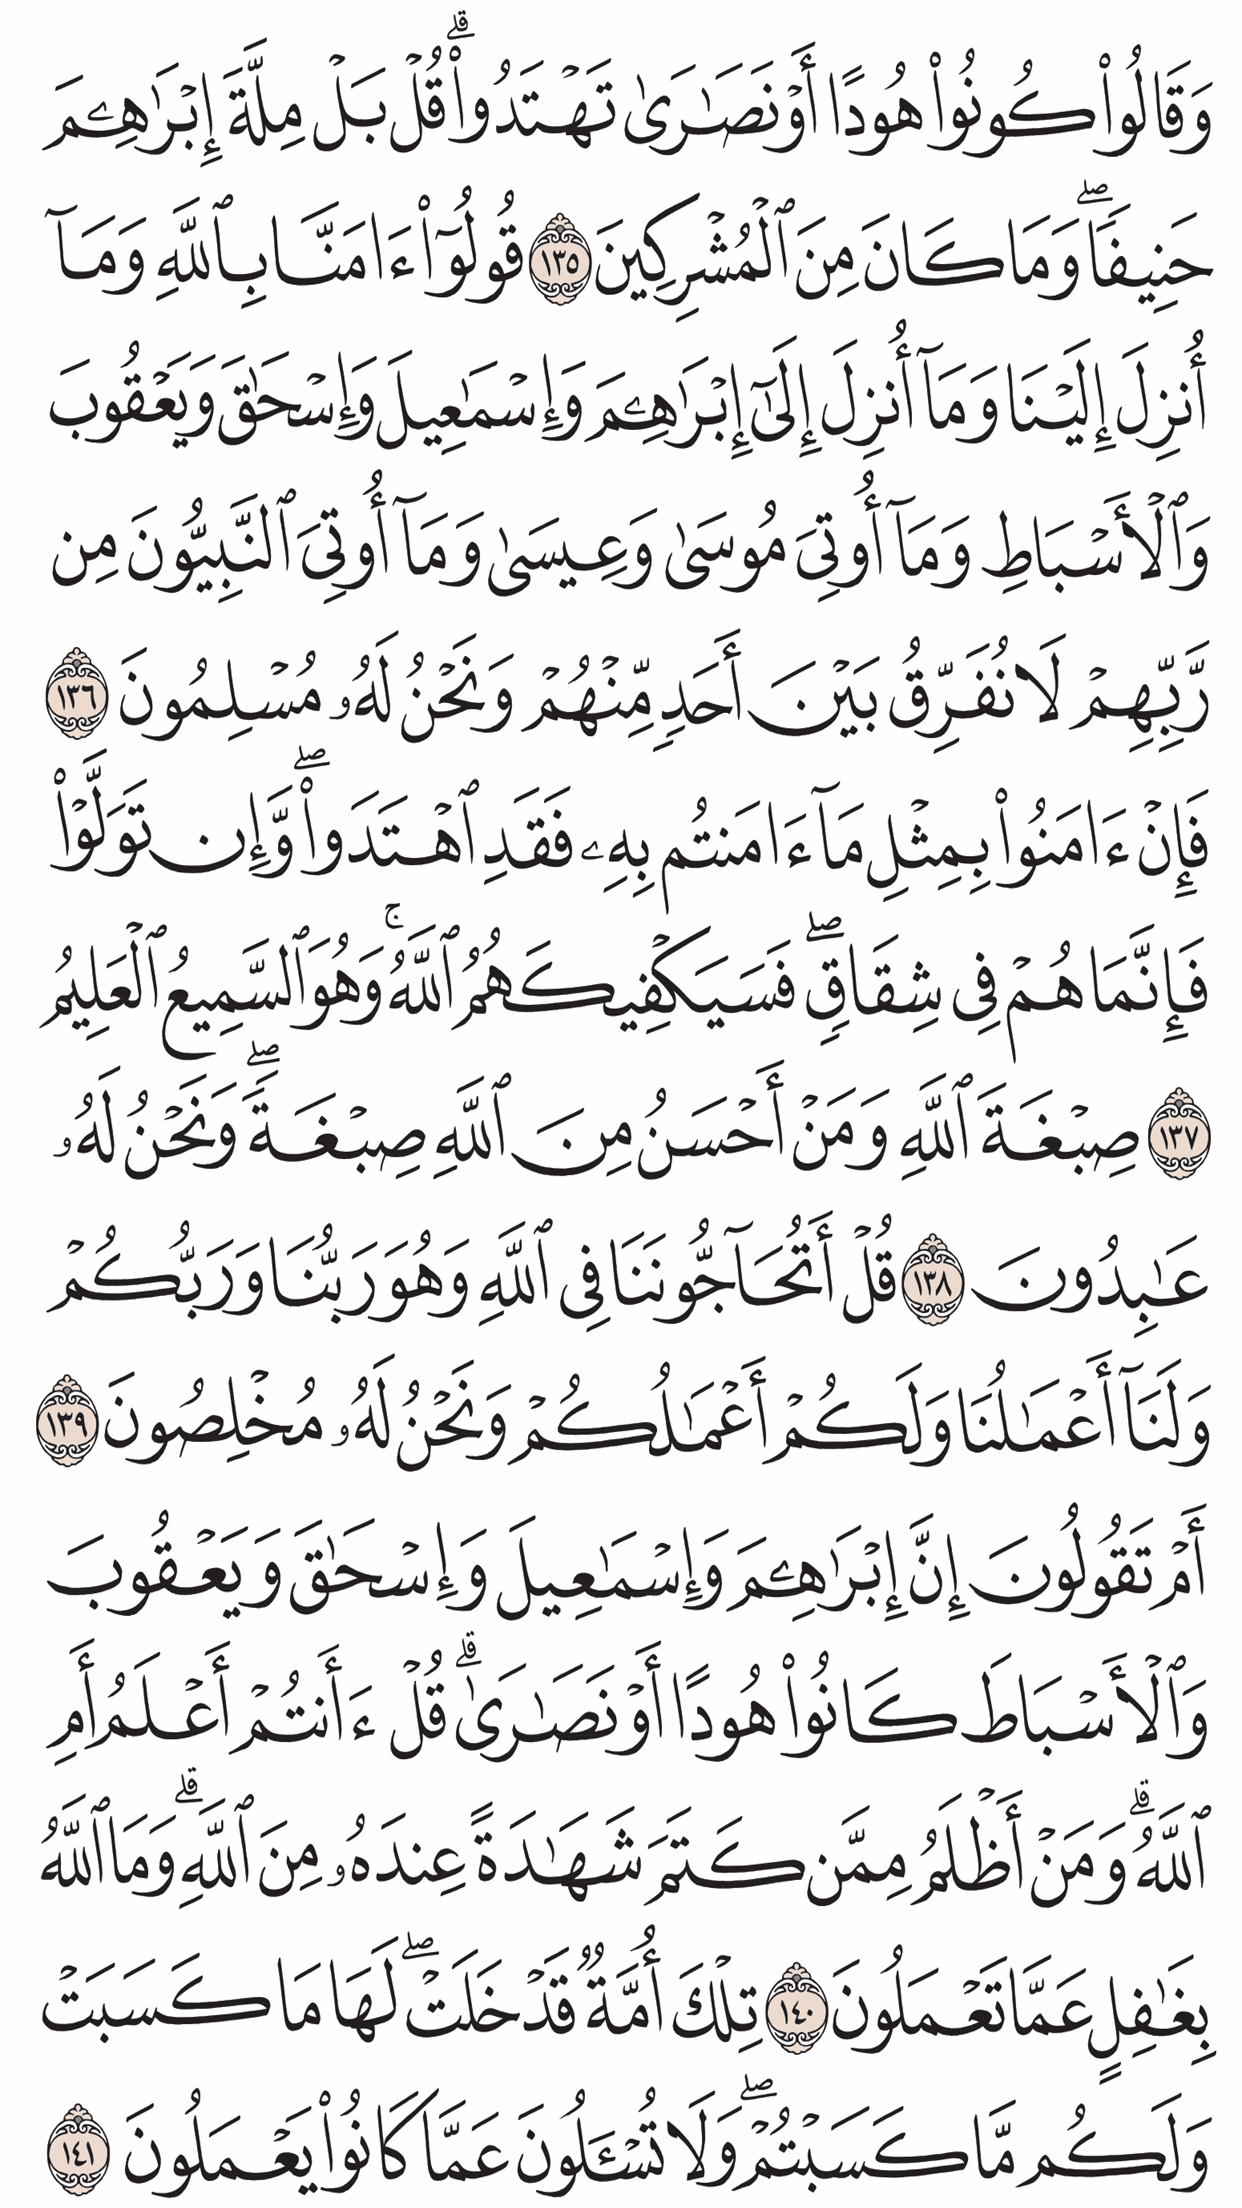 وَقَالُوا۟ كُونُوا۟ هُودًا أَوْ نَصَـٰرَىٰ تَهْتَدُوا۟ ۗ قُلْ بَلْ مِلَّةَ إِبْرَٰهِـۧمَ
حَنِيفًا ۖ وَمَا كَانَ مِنَ ٱلْمُشْرِكِينَ ١٣٥ قُولُوٓا۟ ءَامَنَّا بِٱللَّهِ وَمَآ
أُنزِلَ إِلَيْنَا وَمَآ أُنزِلَ إِلَىٰٓ إِبْرَٰهِـۧمَ وَإِسْمَـٰعِيلَ وَإِسْحَـٰقَ وَيَعْقُوبَ
وَٱلْأَسْبَاطِ وَمَآ أُوتِىَ مُوسَىٰ وَعِيسَىٰ وَمَآ أُوتِىَ ٱلنَّبِيُّونَ مِن
رَّبِّهِمْ لَا نُفَرِّقُ بَيْنَ أَحَدٍ مِّنْهُمْ وَنَحْنُ لَهُۥ مُسْلِمُونَ ١٣٦
فَإِنْ ءَامَنُوا۟ بِمِثْلِ مَآ ءَامَنتُم بِهِۦ فَقَدِ ٱهْتَدَوا۟ ۖ وَّإِن تَوَلَّوْا۟
فَإِنَّمَا هُمْ فِى شِقَاقٍ ۖ فَسَيَكْفِيكَهُمُ ٱللَّهُ ۚ وَهُوَ ٱلسَّمِيعُ ٱلْعَلِيمُ
١٣٧ صِبْغَةَ ٱللَّهِ وَمَنْ أَحْسَنُ مِنَ ٱللَّهِ صِبْغَةً ۖ وَنَحْنُ لَهُۥ
عَـٰبِدُونَ ١٣٨ قُلْ أَتُحَآجُّونَنَا فِى ٱللَّهِ وَهُوَ رَبُّنَا وَرَبُّكُمْ
وَلَنَآ أَعْمَـٰلُنَا وَلَكُمْ أَعْمَـٰلُكُمْ وَنَحْنُ لَهُۥ مُخْلِصُونَ ١٣٩
أَمْ تَقُولُونَ إِنَّ إِبْرَٰهِـۧمَ وَإِسْمَـٰعِيلَ وَإِسْحَـٰقَ وَيَعْقُوبَ
وَٱلْأَسْبَاطَ كَانُوا۟ هُودًا أَوْ نَصَـٰرَىٰ ۗ قُلْ ءَأَنتُمْ أَعْلَمُ أَمِ
ٱللَّهُ ۗ وَمَنْ أَظْلَمُ مِمَّن كَتَمَ شَهَـٰدَةً عِندَهُۥ مِنَ ٱللَّهِ ۗ وَمَا ٱللَّهُ
بِغَـٰفِلٍ عَمَّا تَعْمَلُونَ ١٤٠ تِلْكَ أُمَّةٌ قَدْ خَلَتْ ۖ لَهَا مَا كَسَبَتْ
وَلَكُم مَّا كَسَبْتُمْ ۖ وَلَا تُسْـَٔلُونَ عَمَّا كَانُوا۟ يَعْمَلُونَ ١٤١